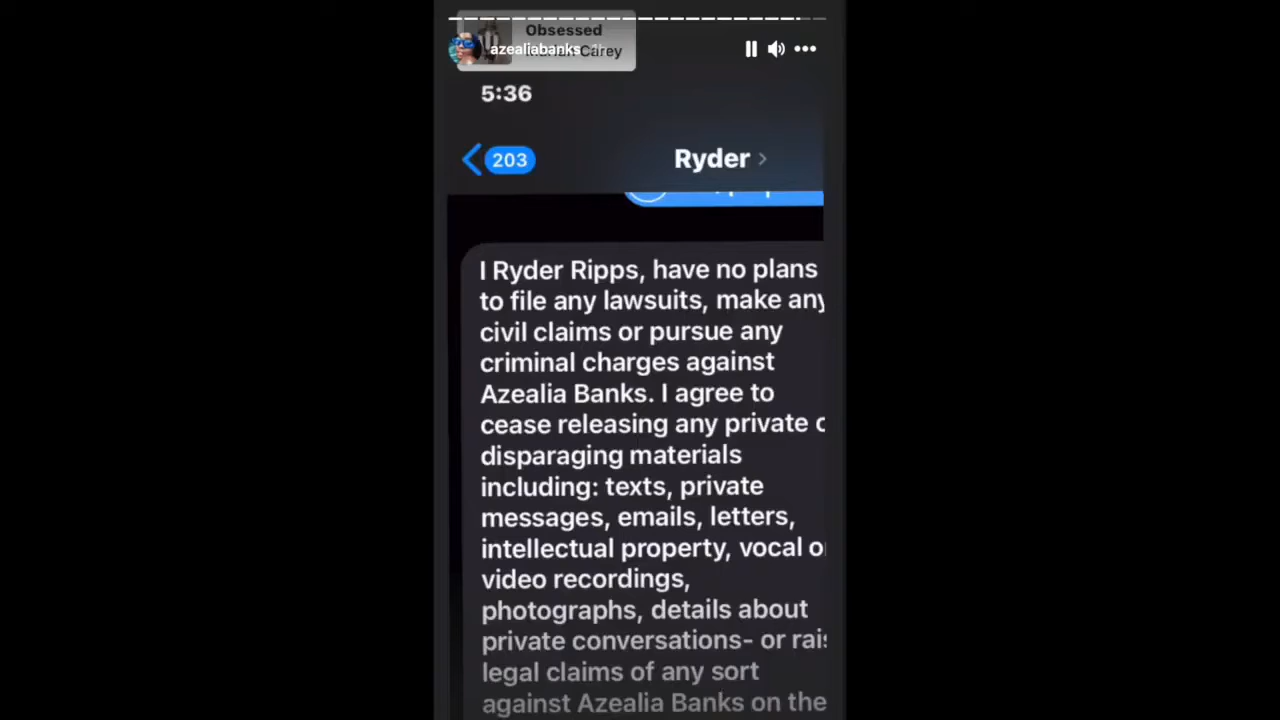 Obsessed
azealiabanks 1h Carey
5:36
203
Ryder
I Ryder Ripps, have no plans
to file any lawsuits, make any
civil claims or pursue any
criminal charges against
Azealia Banks. I agree to
cease releasing any private
disparaging materials
including: texts, private
messages, emails, letters,
intellectual property, vocal
video recordings,
photographs, details about
private conversations- or
legal claims of any sort
against Azealia Banks on the